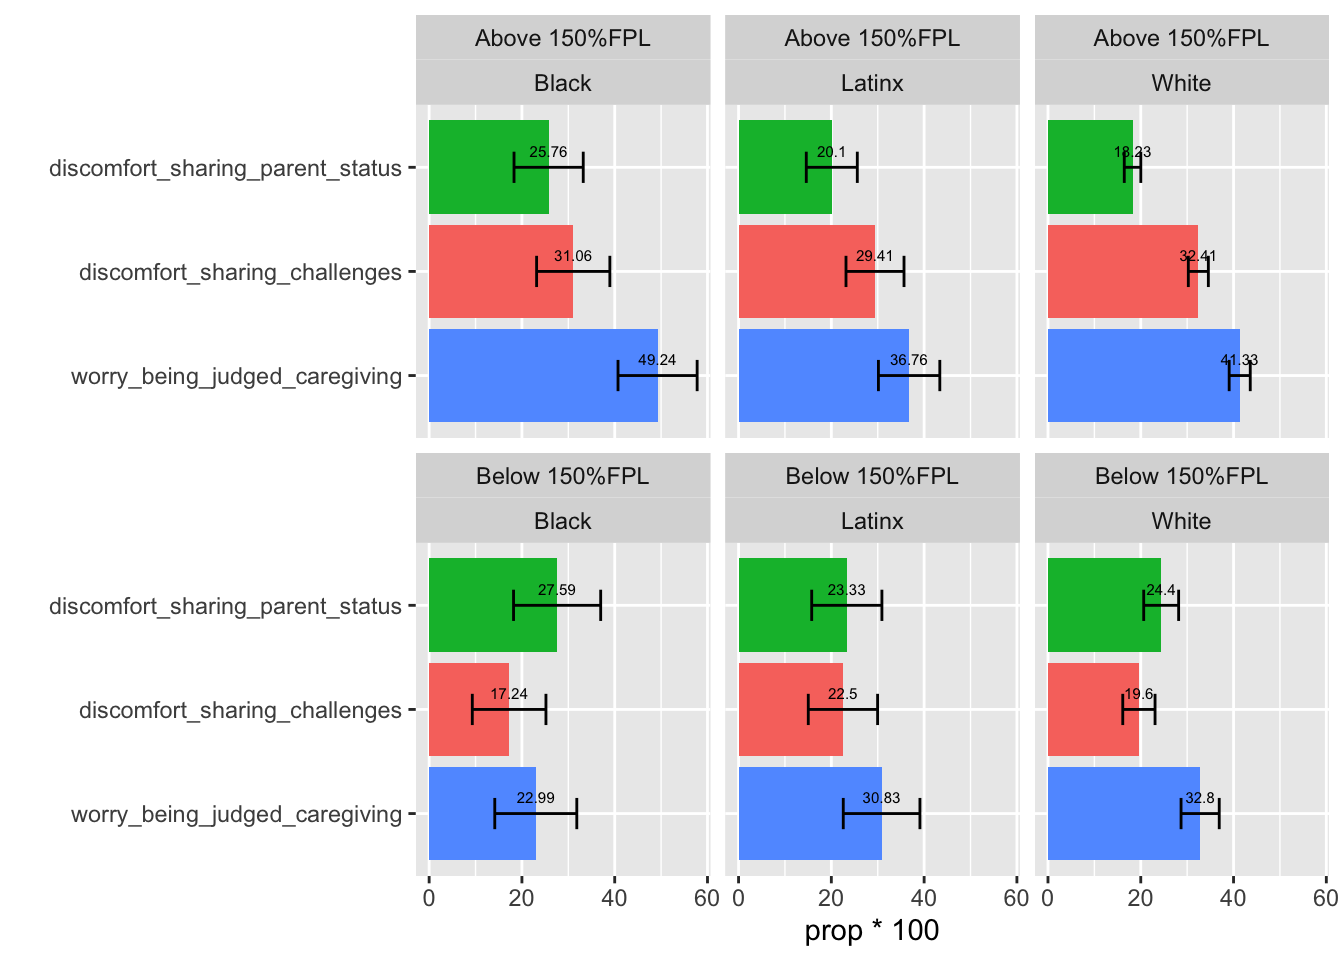 Above 150%FPL
Above 150%FPL
Above 150%FPL
Black
Latinx
White
discomfort_sharing_parent_status
25.76
20.1
18.23
discomfort_sharing_challenges
31.06
29.41
32.41
worry_being_judged_caregiving
49.24
36.76
41.33
Below 150%FPL
Below 150%FPL
Below 150%FPL
Black
Latinx
White
discomfort_sharing_parent_status
27.59
23.33
24.4
discomfort_sharing_challenges
17.24
22.5
19.6
worry_being_judged_caregiving
22.99
30.83
32.8
0 20 40 60
0 20 40 60
0 20 40 60
prop * 100